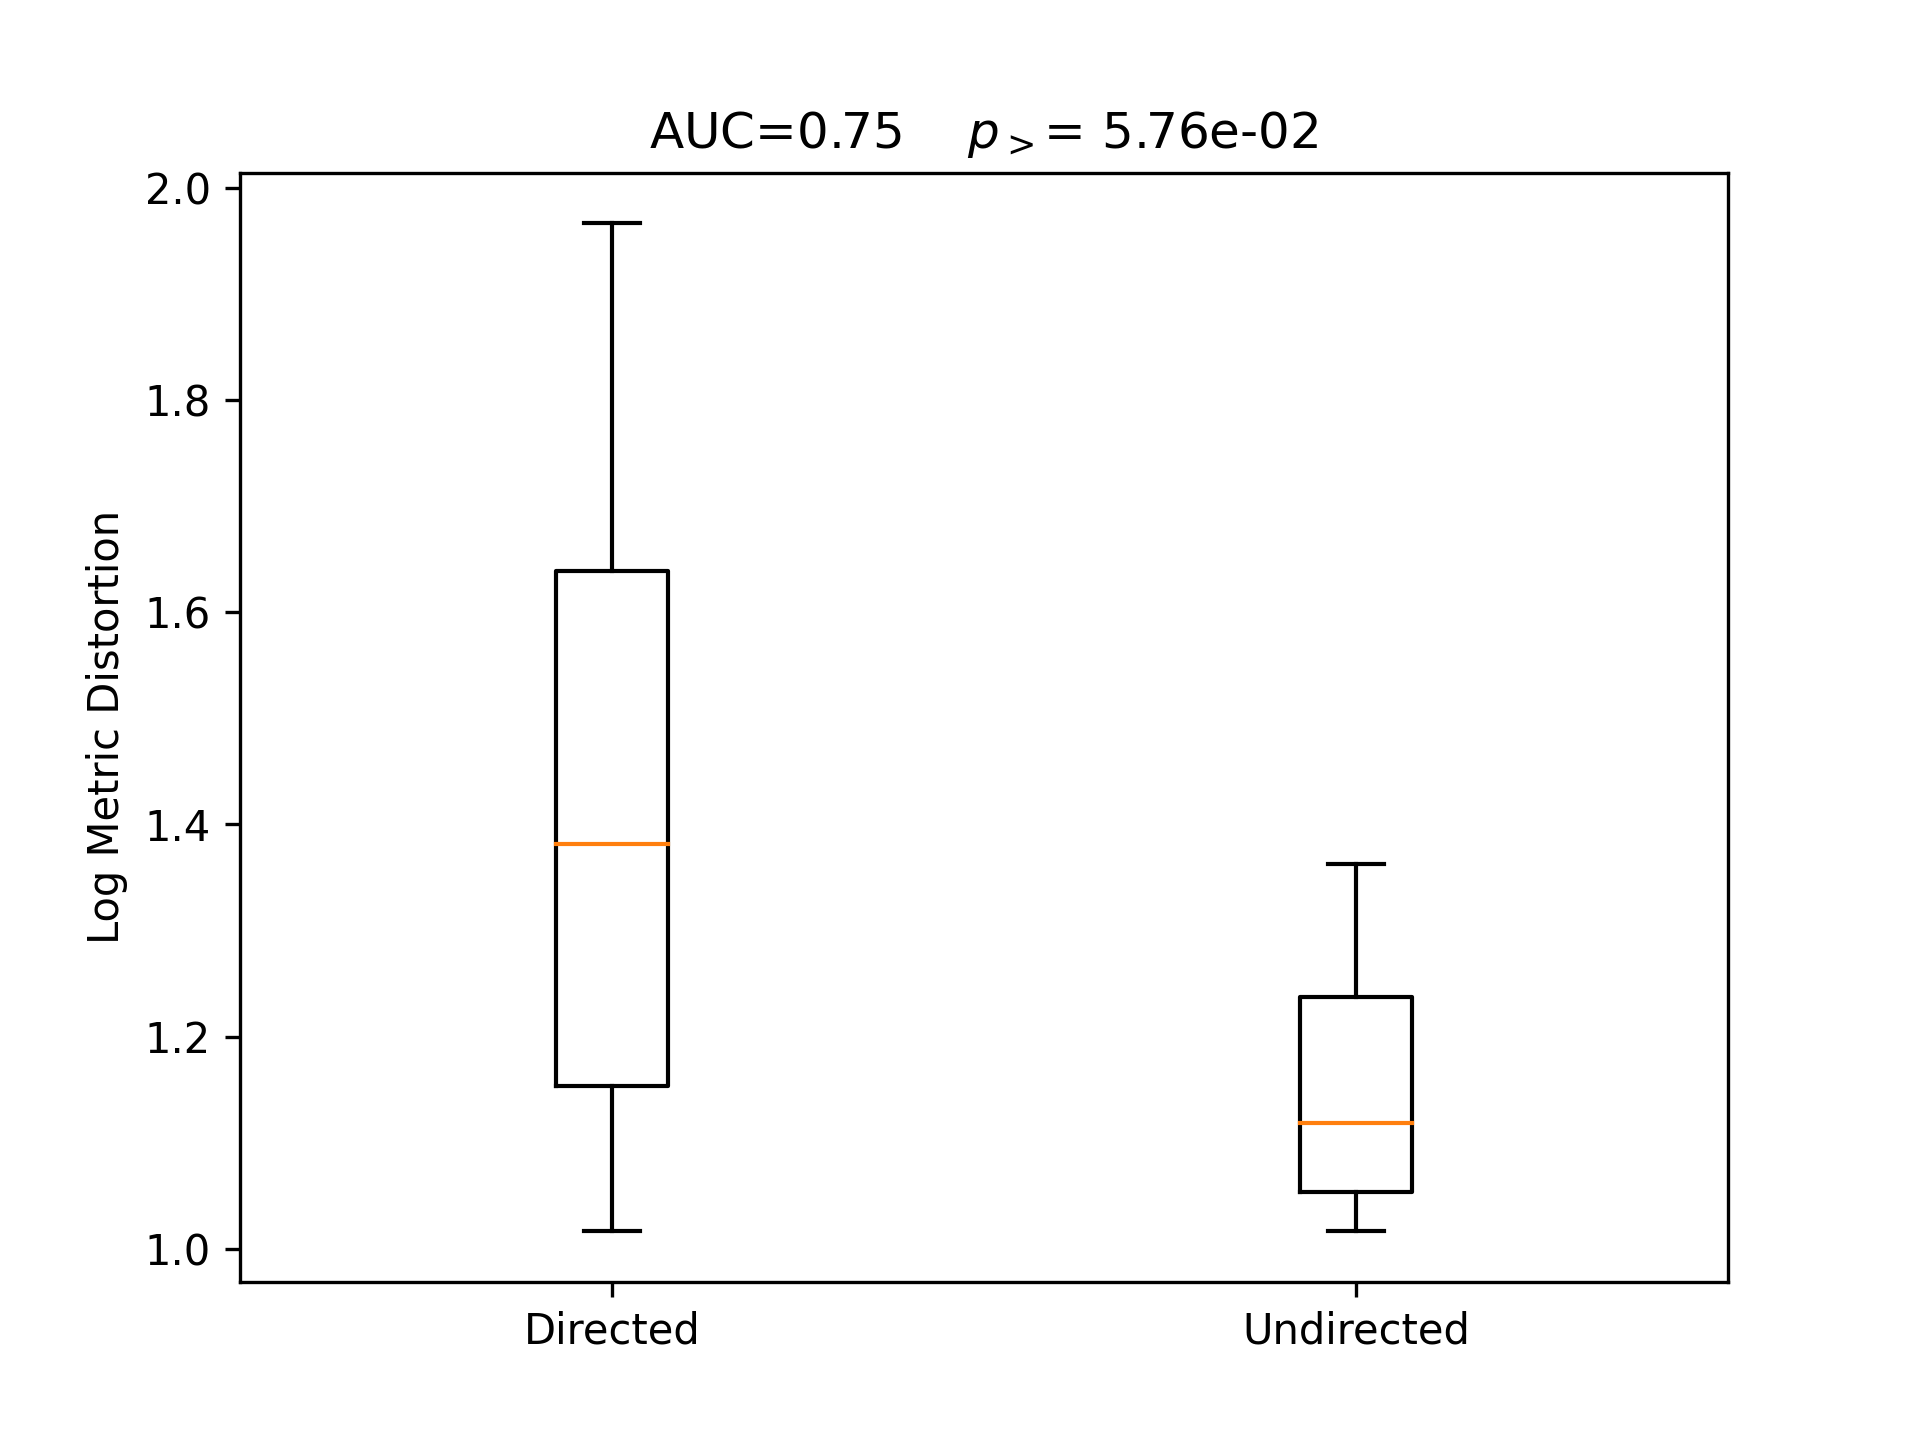 AUC=0.75 p>= 5.76e-02
Log Metric Distortion
2.0
1.8
1.6
1.4
1.2
1.0
Directed Undirected